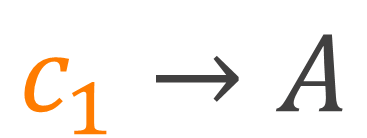 c₁ → A